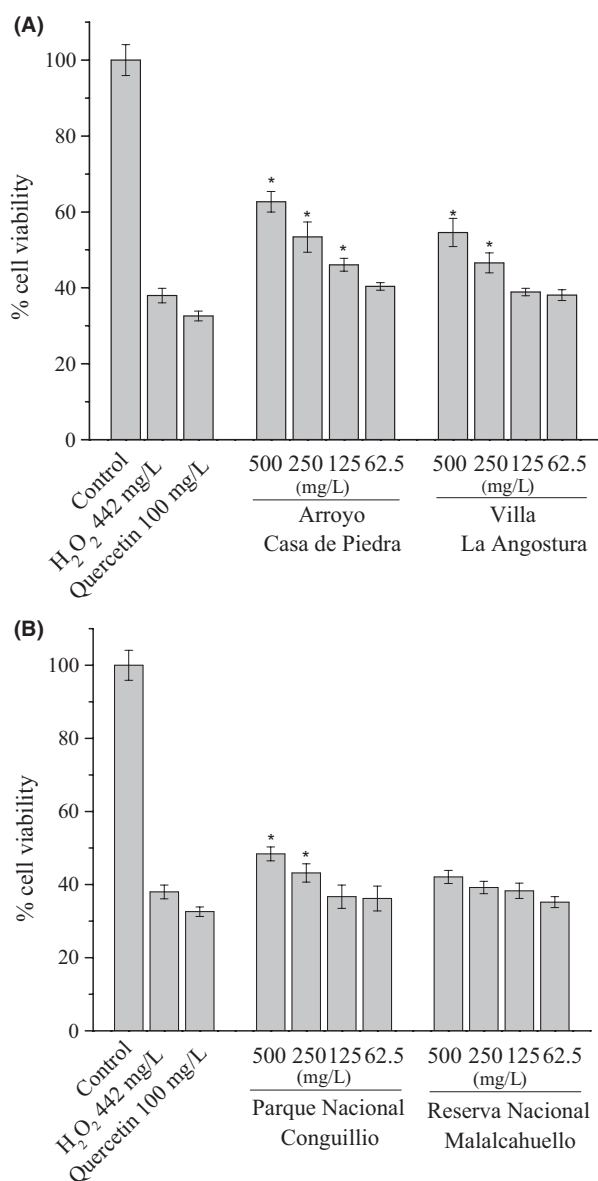 (A)
% cell viability
100
80
60
40
20
0
* * * * *
Control
H₂O₂ 442 mg/L
Quercetin 100 mg/L
500 250 125 62.5 500 250 125 62.5
(mg/L) (mg/L)
Arroyo Villa
Casa de Piedra La Angostura
(B)
% cell viability
100
80
60
40
20
0
* *
Control
H₂O₂ 442 mg/L
Quercetin 100 mg/L
500 250 125 62.5 500 250 125 62.5
(mg/L) (mg/L)
Parque Nacional Reserva Nacional
Conguillio Malalcahuello